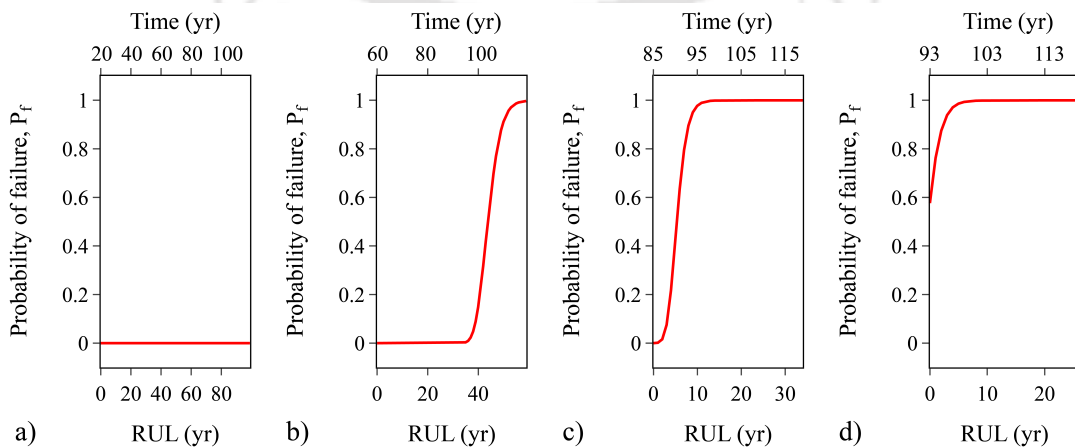 Time (yr)
20 40 60 80 100
Probability of failure, P_f
1
0.8
0.6
0.4
0.2
0
0 20 40 60 80
RUL (yr)
a)
Time (yr)
60 80 100
Probability of failure, P_f
1
0.8
0.6
0.4
0.2
0
0 20 40
RUL (yr)
b)
Time (yr)
85 95 105 115
Probability of failure, P_f
1
0.8
0.6
0.4
0.2
0
0 10 20 30
RUL (yr)
c)
Time (yr)
93 103 113
Probability of failure, P_f
1
0.8
0.6
0.4
0.2
0
0 10 20
RUL (yr)
d)